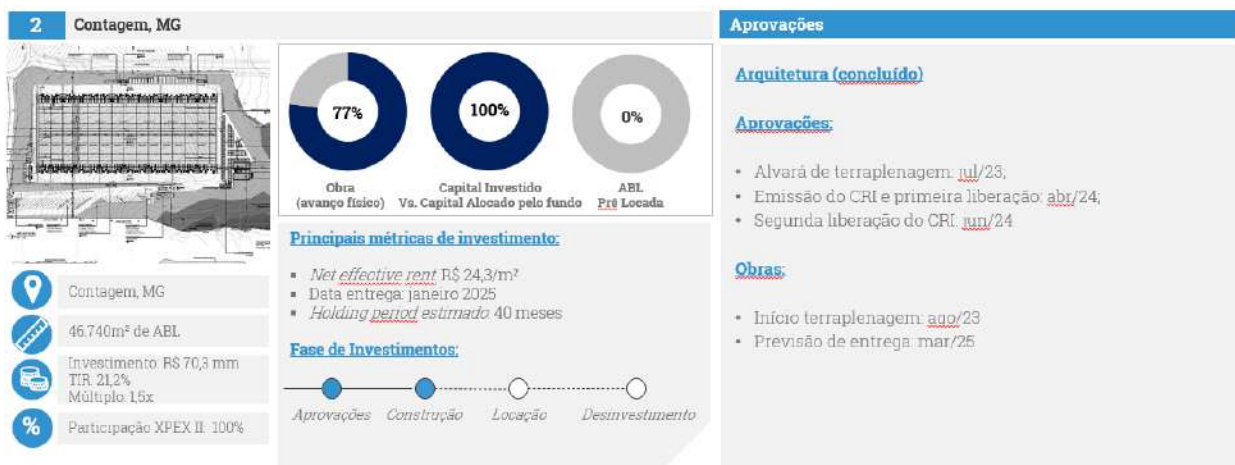 2 Contagem, MG
77%
100%
0%
Obra
(avanço físico)
Capital Investido
Vs. Capital Alocado pelo fundo
ABL
Pré Locada
Contagem, MG
46.740m² de ABL
Investimento: R$ 70,3 mm
TIR: 21,2%
Múltiplo: 1,5x
% Participação XPEX II: 100%
Principais métricas de investimento:
▪ Net effective rent: R$ 24,3/m²
▪ Data entrega: janeiro 2025
▪ Holding period estimado: 40 meses
Fase de Investimentos:
Aprovações
Construção
Locação
Desinvestimento
Aprovações
Arquitetura (concluído)
Aprovações:
• Alvará de terraplenagem: jul/23;
• Emissão do CRI e primeira liberação: abr/24;
• Segunda liberação do CRI: jun/24
Obras:
• Início terraplenagem: ago/23
• Previsão de entrega: mar/25